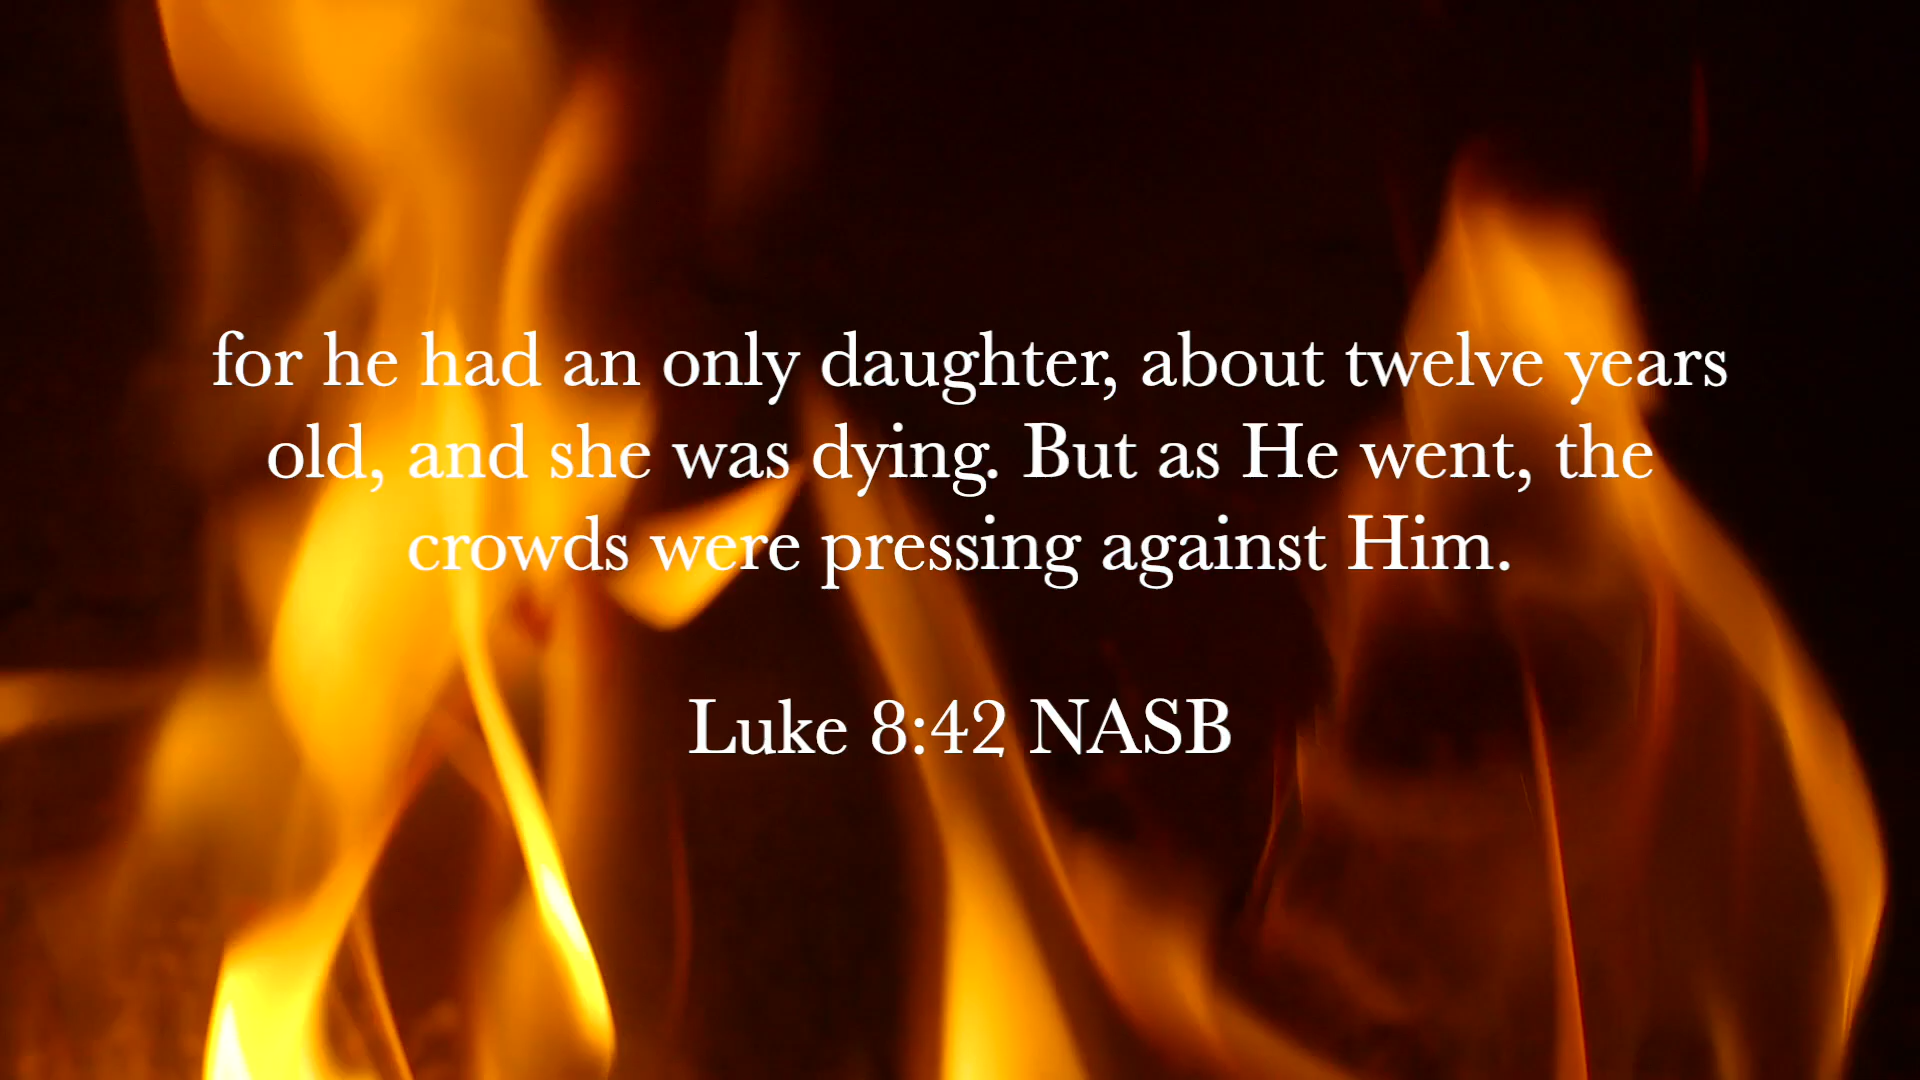 for he had an only daughter, about twelve years
old, and she was dying. But as He went, the
crowds were pressing against Him.
Luke 8:42 NASB